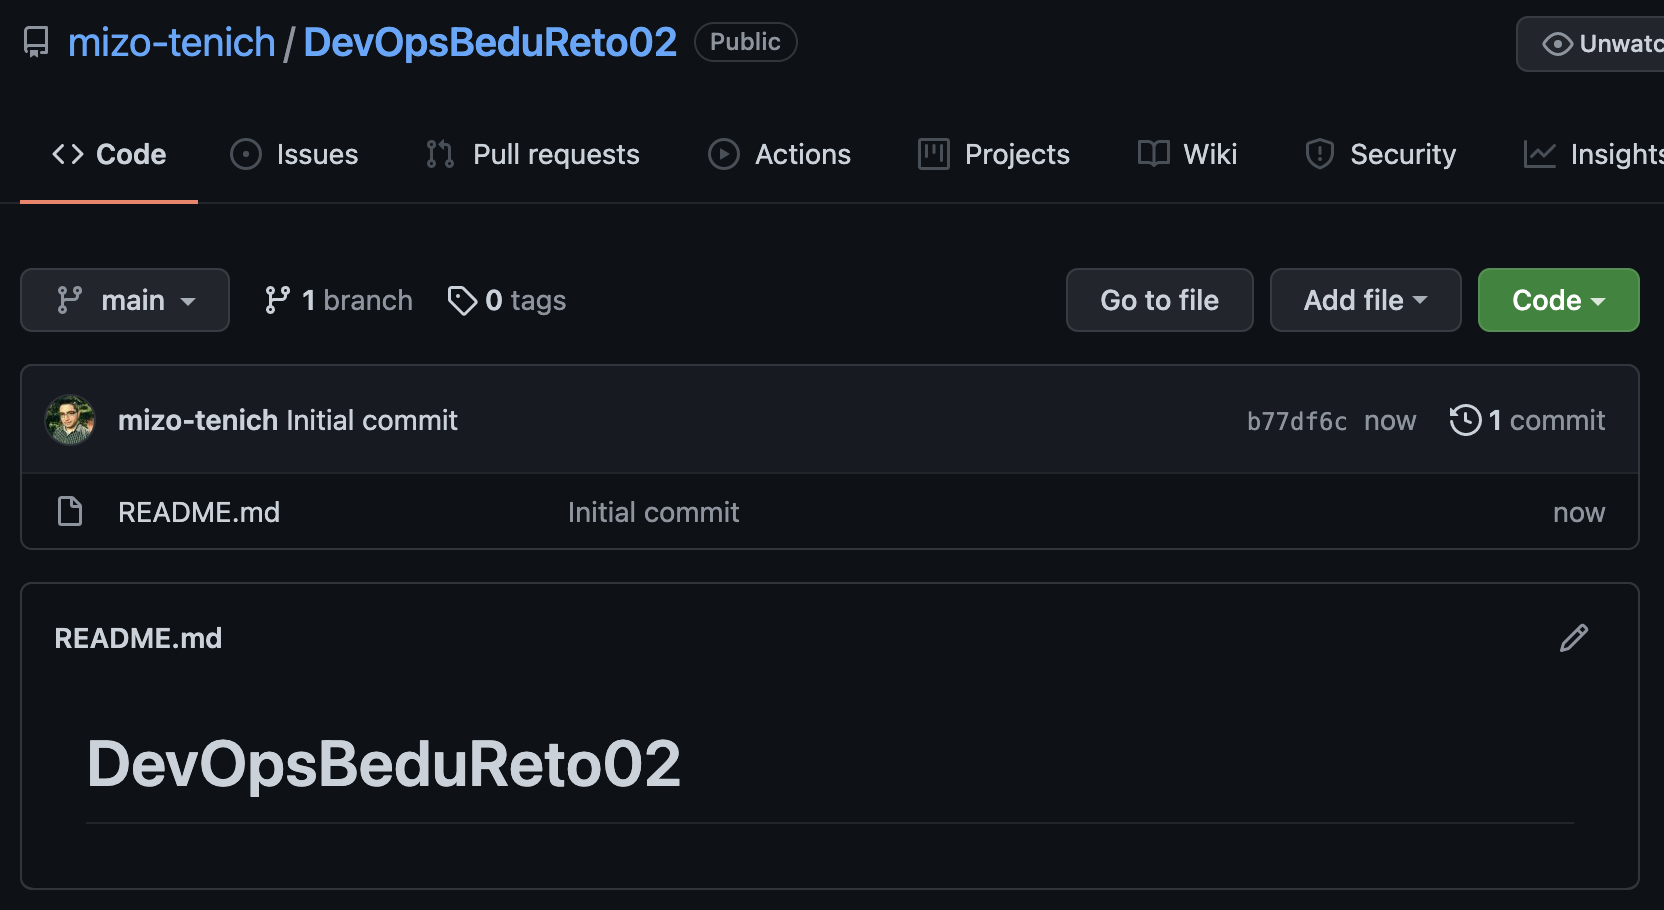 mizo-tenich / DevOpsBeduReto02 Public
Code Issues Pull requests Actions Projects Wiki Security Insights
main 1 branch 0 tags Go to file Add file Code
mizo-tenich Initial commit b77df6c now 1 commit
README.md Initial commit now
README.md
DevOpsBeduReto02